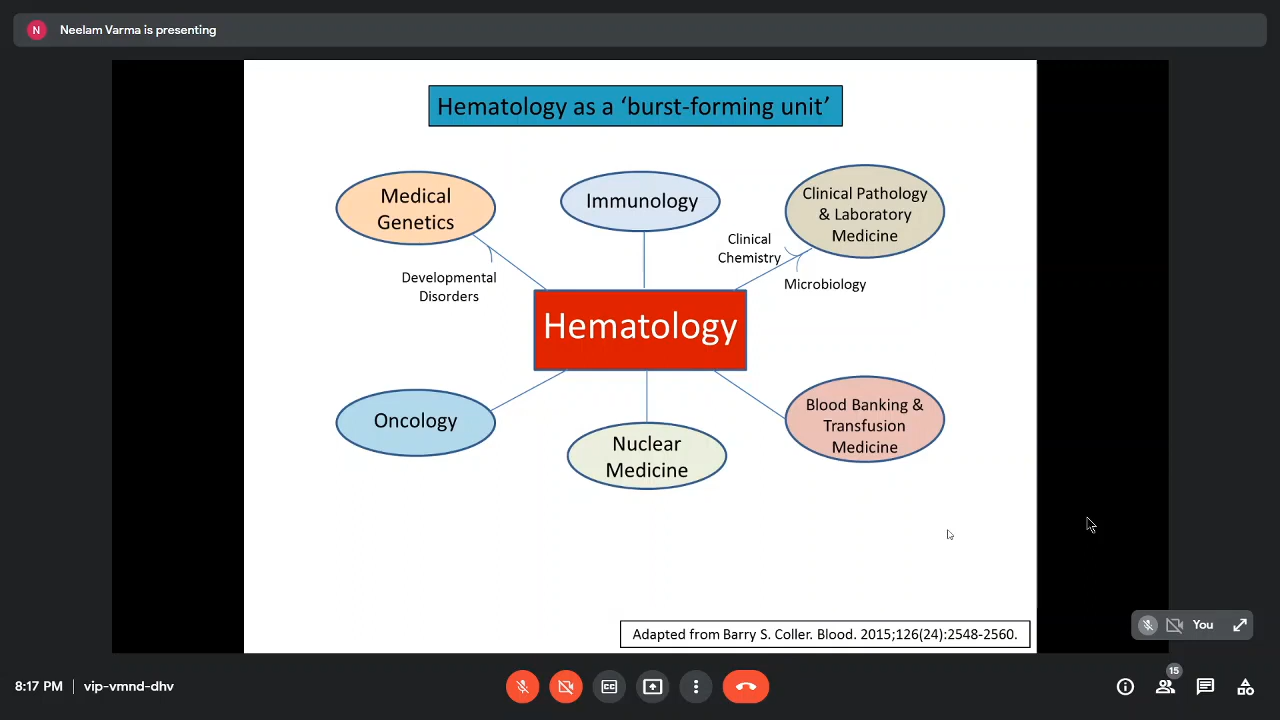 N Neelam Varma is presenting
Hematology as a ‘burst-forming unit’
Medical
Genetics
Immunology
Clinical Pathology
& Laboratory
Medicine
Clinical
Chemistry
Microbiology
Developmental
Disorders
Hematology
Oncology
Nuclear
Medicine
Blood Banking &
Transfusion
Medicine
Adapted from Barry S. Coller. Blood. 2015;126(24):2548-2560.
You
8:17 PM | vip-vmnd-dhv
CC
15